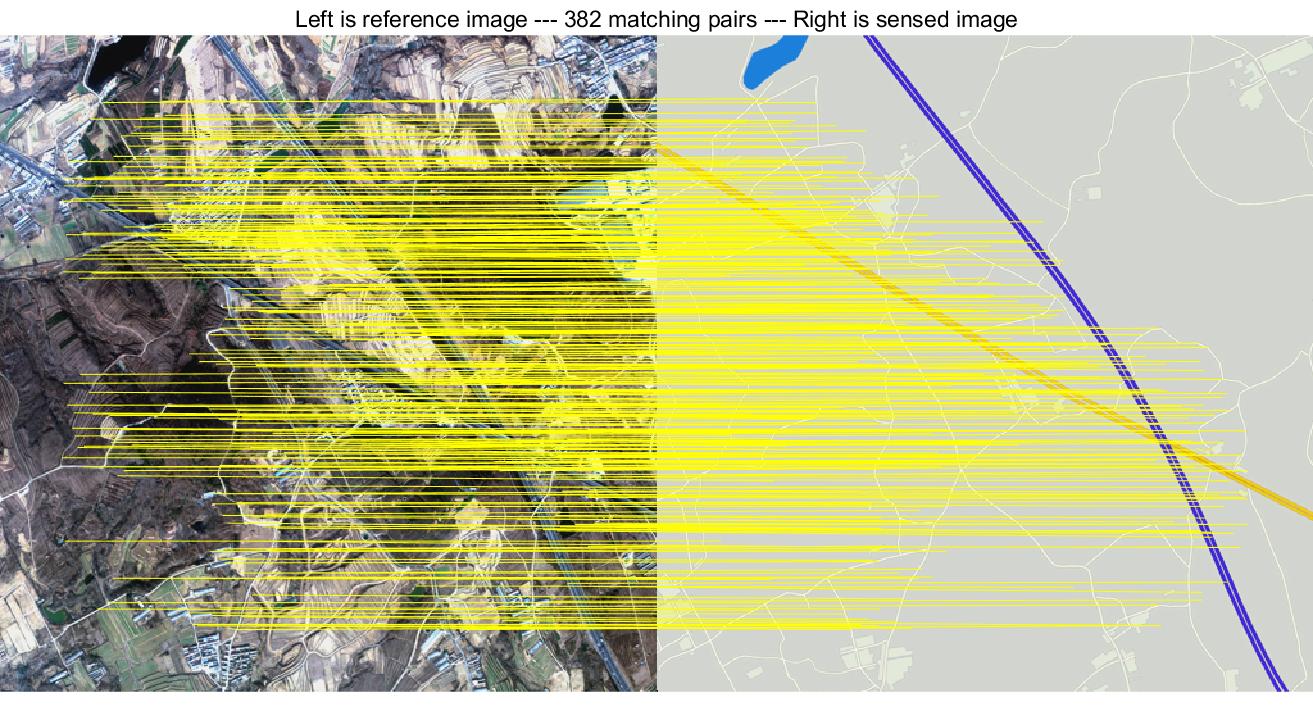 Left is reference image --- 382 matching pairs --- Right is sensed image